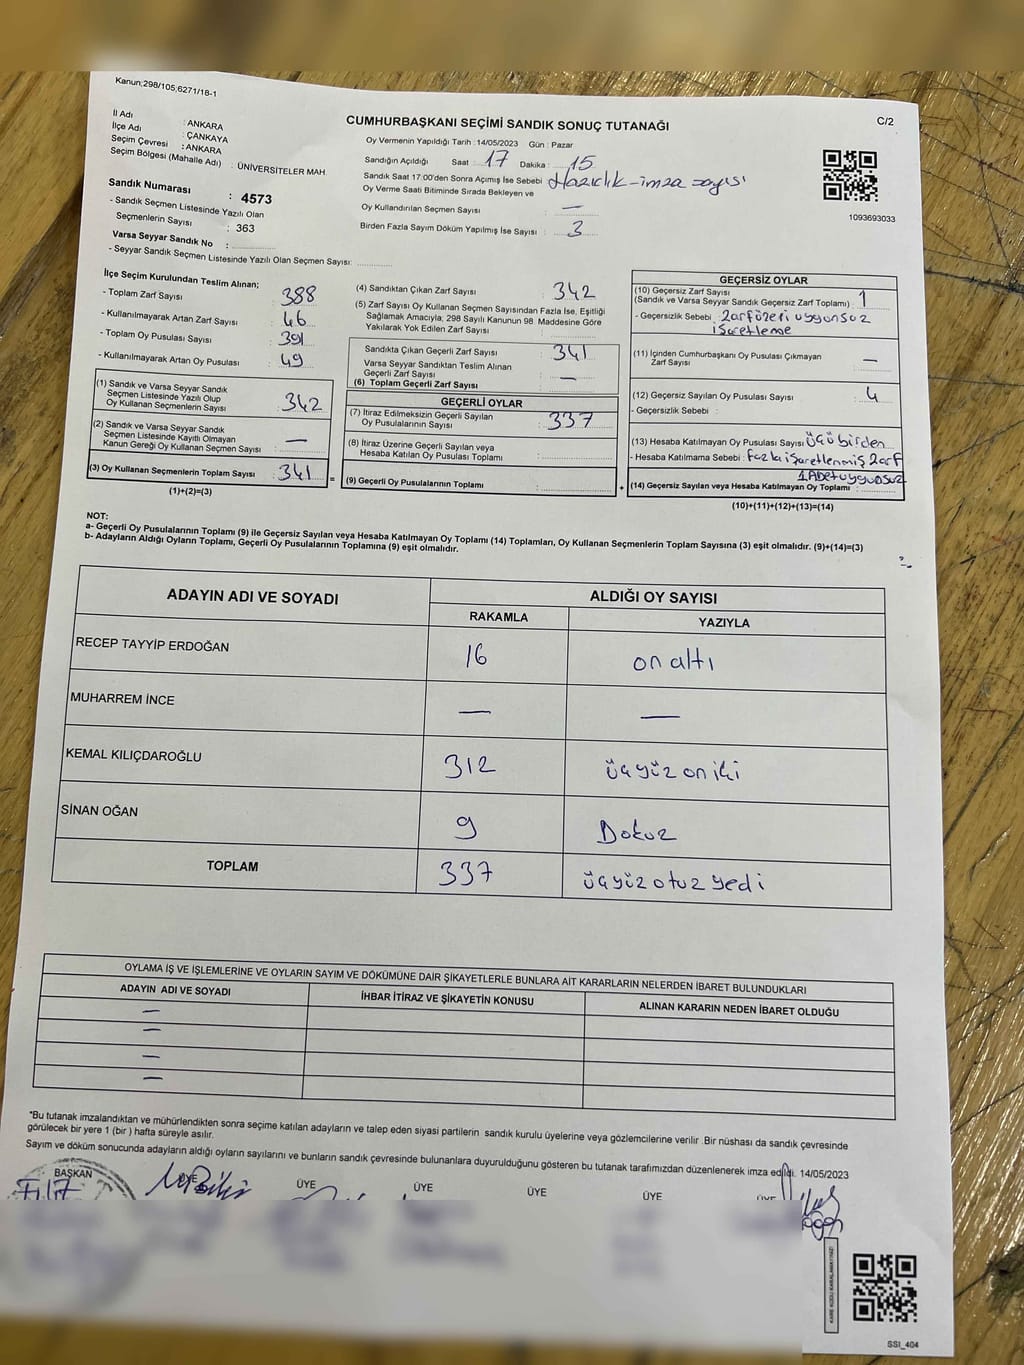 Kanun;298/105;6271/18-1
CUMHURBAŞKANI SEÇİMİ SANDIK SONUÇ TUTANAĞI
C/2
İl Adı : ANKARA
İlçe Adı : ÇANKAYA
Seçim Çevresi : ANKARA
Seçim Bölgesi (Mahalle Adı) : ÜNİVERSİTELER MAH.
Oy Vermenin Yapıldığı Tarih : 14/05/2023 Gün : Pazar
Sandığın Açıldığı Saat : 17 Dakika : 15
Sandık Saat 17:00'den Sonra Açmış İse Sebebi : Hazırlık-imza sayısı
Oy Verme Saati Bitiminde Sırada Bekleyen ve
Oy Kullandırılan Seçmen Sayısı : —
Birden Fazla Sayım Döküm Yapılmış İse Sayısı : 3
1093693033
Sandık Numarası : 4573
- Sandık Seçmen Listesinde Yazılı Olan
Seçmenlerin Sayısı : 363
Varsa Seyyar Sandık No :
- Seyyar Sandık Seçmen Listesinde Yazılı Olan Seçmen Sayısı:
İlçe Seçim Kurulundan Teslim Alınan;
- Toplam Zarf Sayısı : 388
- Kullanılmayarak Artan Zarf Sayısı : 46
- Toplam Oy Pusulası Sayısı : 391
- Kullanılmayarak Artan Oy Pusulası : 49
(1) Sandık ve Varsa Seyyar Sandık
Seçmen Listesinde Yazılı Olup
Oy Kullanan Seçmenlerin Sayısı : 342
(2) Sandık ve Varsa Seyyar Sandık
Seçmen Listesinde Kayıtlı Olmayan
Kanun Gereği Oy Kullanan Seçmen Sayısı : —
(3) Oy Kullanan Seçmenlerin Toplam Sayısı : 341
(1)+(2)=(3)
(4) Sandıktan Çıkan Zarf Sayısı : 342
(5) Zarf Sayısı Oy Kullanan Seçmen Sayısından Fazla İse, Eşitliği
Sağlamak Amacıyla, 298 Sayılı Kanunun 98. Maddesine Göre
Yakılarak Yok Edilen Zarf Sayısı :
Sandıkta Çıkan Geçerli Zarf Sayısı : 341
Varsa Seyyar Sandıktan Teslim Alınan
Geçerli Zarf Sayısı : —
(6) Toplam Geçerli Zarf Sayısı :
GEÇERLİ OYLAR
(7) İtiraz Edilmeksizin Geçerli Sayılan
Oy Pusulalarının Sayısı : 337
(8) İtiraz Üzerine Geçerli Sayılan veya
Hesaba Katılan Oy Pusulası Toplamı :
= (9) Geçerli Oy Pusulalarının Toplamı :
GEÇERSİZ OYLAR
(10) Geçersiz Zarf Sayısı
(Sandık ve Varsa Seyyar Sandık Geçersiz Zarf Toplamı) : 1
- Geçersizlik Sebebi : Zarf üzeri uygunsuz
işaretleme
(11) İçinden Cumhurbaşkanı Oy Pusulası Çıkmayan
Zarf Sayısı : —
(12) Geçersiz Sayılan Oy Pusulası Sayısı : 4
- Geçersizlik Sebebi :
(13) Hesaba Katılmayan Oy Pusulası Sayısı : üçü birden
- Hesaba Katılmama Sebebi : fazla işaretlenmiş zarf
1 Adet uygunsuz
+ (14) Geçersiz Sayılan veya Hesaba Katılmayan Oy Toplamı :
(10)+(11)+(12)+(13)=(14)
NOT:
a- Geçerli Oy Pusulalarının Toplamı (9) ile Geçersiz Sayılan veya Hesaba Katılmayan Oy Toplamı (14) Toplamları, Oy Kullanan Seçmenlerin Toplam Sayısına (3) eşit olmalıdır. (9)+(14)=(3)
b- Adayların Aldığı Oyların Toplamı, Geçerli Oy Pusulalarının Toplamına (9) eşit olmalıdır.
ADAYIN ADI VE SOYADI ALDIĞI OY SAYISI
RAKAMLA YAZIYLA
RECEP TAYYİP ERDOĞAN 16 on altı
MUHARREM İNCE — —
KEMAL KILIÇDAROĞLU 312 üçyüz on iki
SİNAN OĞAN 9 Dokuz
TOPLAM 337 üçyüz otuz yedi
OYLAMA İŞ VE İŞLEMLERİNE VE OYLARIN SAYIM VE DÖKÜMÜNE DAİR ŞİKAYETLERLE BUNLARA AİT KARARLARIN NELERDEN İBARET BULUNDUKLARI
ADAYIN ADI VE SOYADI İHBAR İTİRAZ VE ŞİKAYETİN KONUSU ALINAN KARARIN NEDEN İBARET OLDUĞU
—
—
—
—
"Bu tutanak imzalandıktan ve mühürlendikten sonra seçime katılan adayların ve talep eden siyasi partilerin sandık kurulu üyelerine veya gözlemcilerine verilir .Bir nüshası da sandık çevresinde
görülecek bir yere 1 (bir ) hafta süreyle asılır.
Sayım ve döküm sonucunda adayların aldığı oyların sayılarını ve bunların sandık çevresinde bulunanlara duyurulduğunu gösteren bu tutanak tarafımızdan düzenlenerek imza edildi. 14/05/2023
BAŞKAN ÜYE ÜYE ÜYE ÜYE ÜYE ÜYE
SSI_404